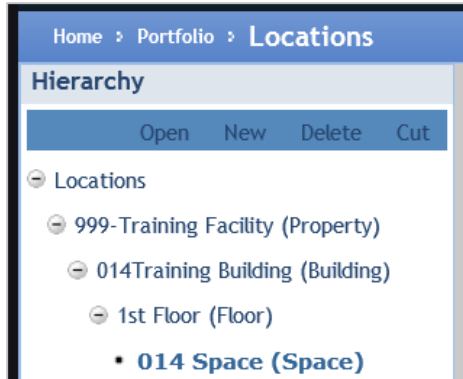 Home > Portfolio > Locations
Hierarchy
Open New Delete Cut
Locations
999-Training Facility (Property)
014Training Building (Building)
1st Floor (Floor)
014 Space (Space)